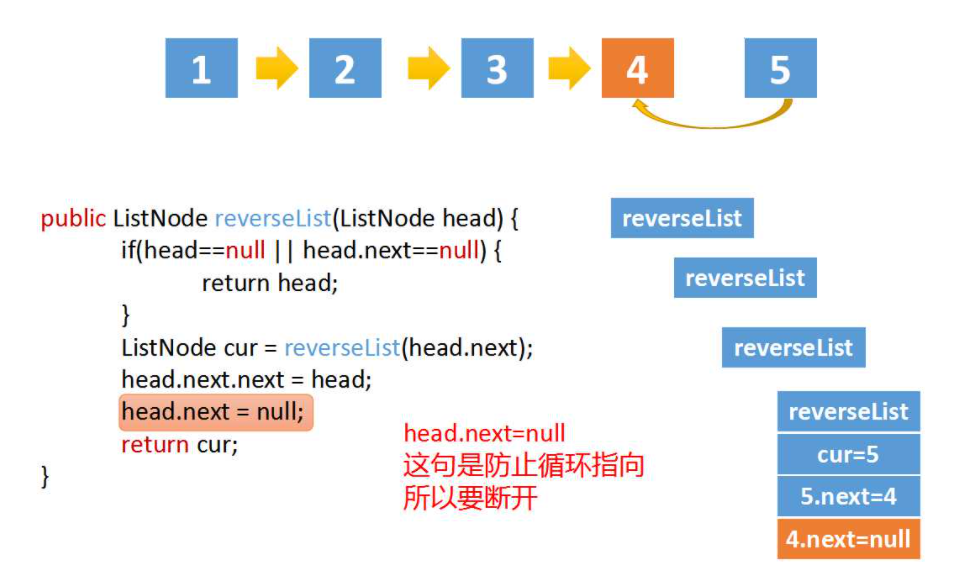 1 2 3 4 5
public ListNode reverseList(ListNode head) {
if(head==null || head.next==null) {
return head;
}
ListNode cur = reverseList(head.next);
head.next.next = head;
head.next = null;
return cur;
}
head.next=null
这句是防止循环指向
所以要断开
reverseList
reverseList
reverseList
reverseList
cur=5
5.next=4
4.next=null